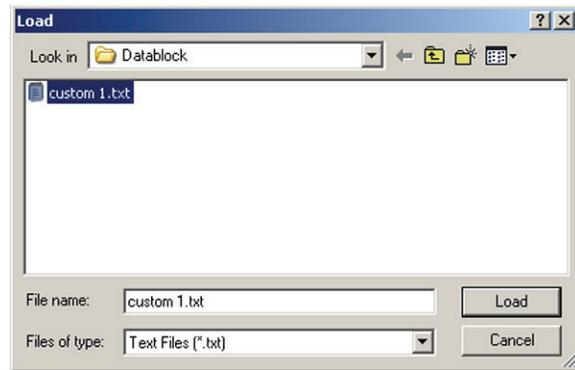 Load
Look in Datablock
custom 1.txt
File name: custom 1.txt Load
Files of type: Text Files (*.txt) Cancel